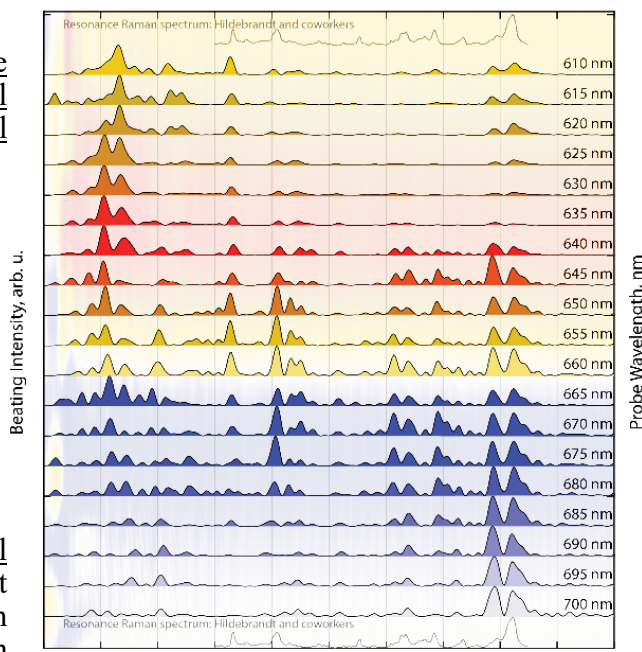 Resonance Raman spectrum: Hildebrandt and coworkers
610 nm
615 nm
620 nm
625 nm
630 nm
635 nm
640 nm
645 nm
650 nm
655 nm
660 nm
665 nm
670 nm
675 nm
680 nm
685 nm
690 nm
695 nm
700 nm
Resonance Raman spectrum: Hildebrandt and coworkers
Beating Intensity, arb. u.
Probe Wavelength, nm